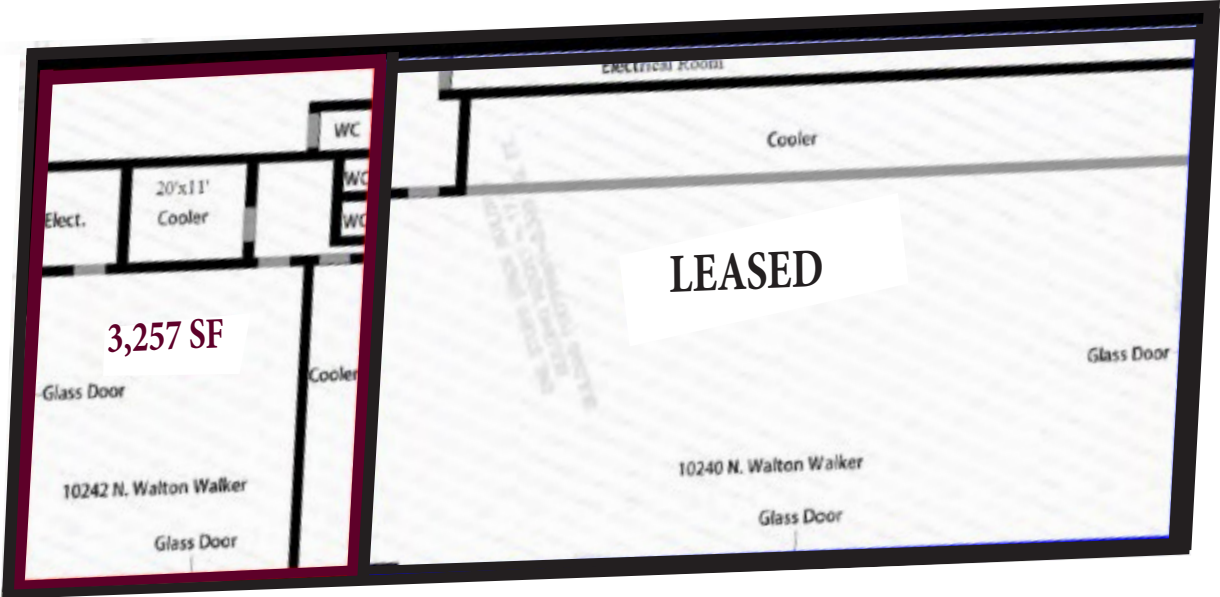 Electrical Room
WC
Cooler
WC
20'x11'
Cooler
Elect.
WC
LEASED
3,257 SF
Glass Door
Cooler
Glass Door
10242 N. Walton Walker
10240 N. Walton Walker
Glass Door
Glass Door